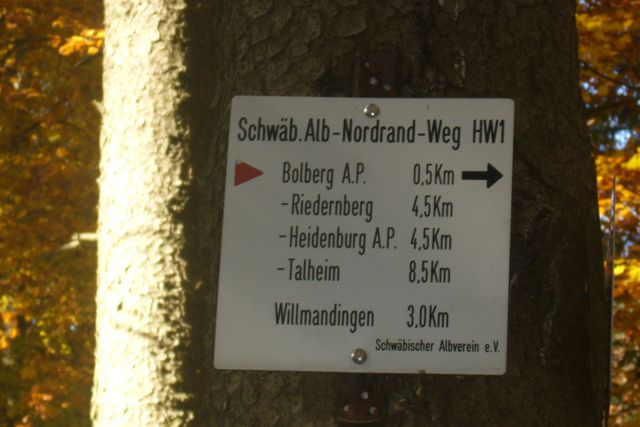 Schwäb.Alb-Nordrand-Weg HW1
Bolberg A.P. 0,5Km
-Riedernberg 4,5Km
-Heidenburg A.P. 4,5Km
-Talheim 8,5Km
Willmandingen 3,0Km
Schwäbischer Albverein e.V.